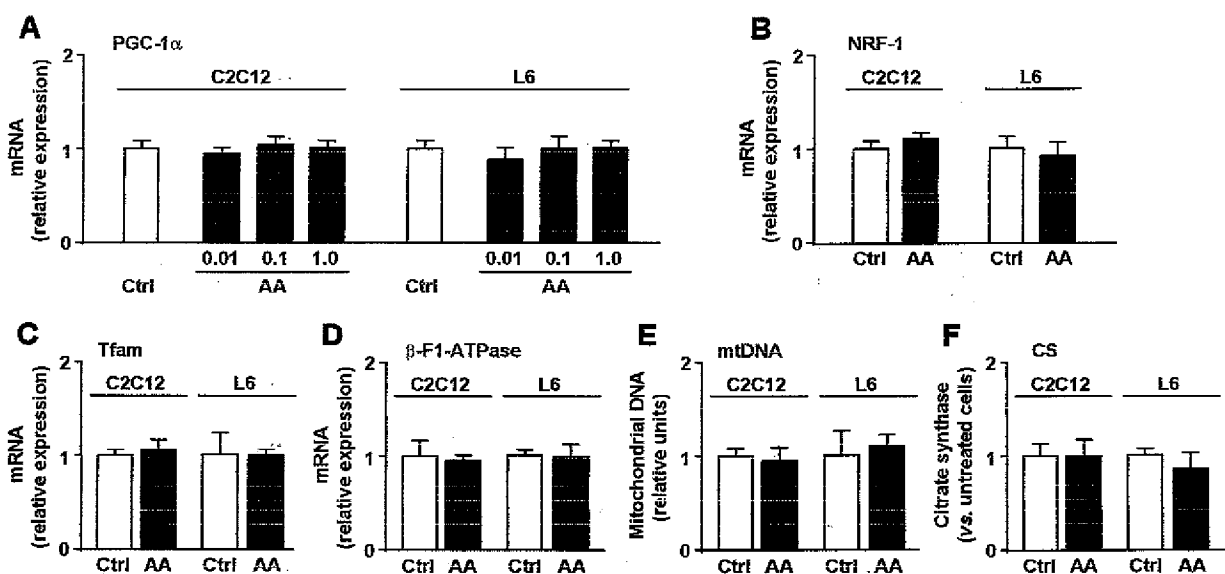 A
PGC-1α
C2C12 L6
mRNA
(relative expression)
2
1
0
0.01 0.1 1.0 0.01 0.1 1.0
Ctrl AA Ctrl AA
B
NRF-1
C2C12 L6
mRNA
(relative expression)
2
1
0
Ctrl AA Ctrl AA
C
Tfam
C2C12 L6
mRNA
(relative expression)
2
1
0
Ctrl AA Ctrl AA
D
β-F1-ATPase
C2C12 L6
mRNA
(relative expression)
2
1
0
Ctrl AA Ctrl AA
E
mtDNA
C2C12 L6
Mitochondrial DNA
(relative units)
2
1
0
Ctrl AA Ctrl AA
F
CS
C2C12 L6
Citrate synthase
(vs. untreated cells)
2
1
0
Ctrl AA Ctrl AA